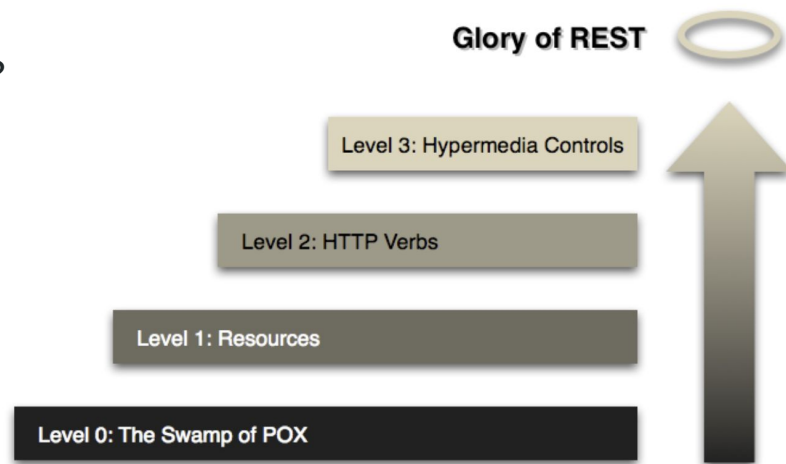 Glory of REST
?
Level 3: Hypermedia Controls
Level 2: HTTP Verbs
Level 1: Resources
Level 0: The Swamp of POX